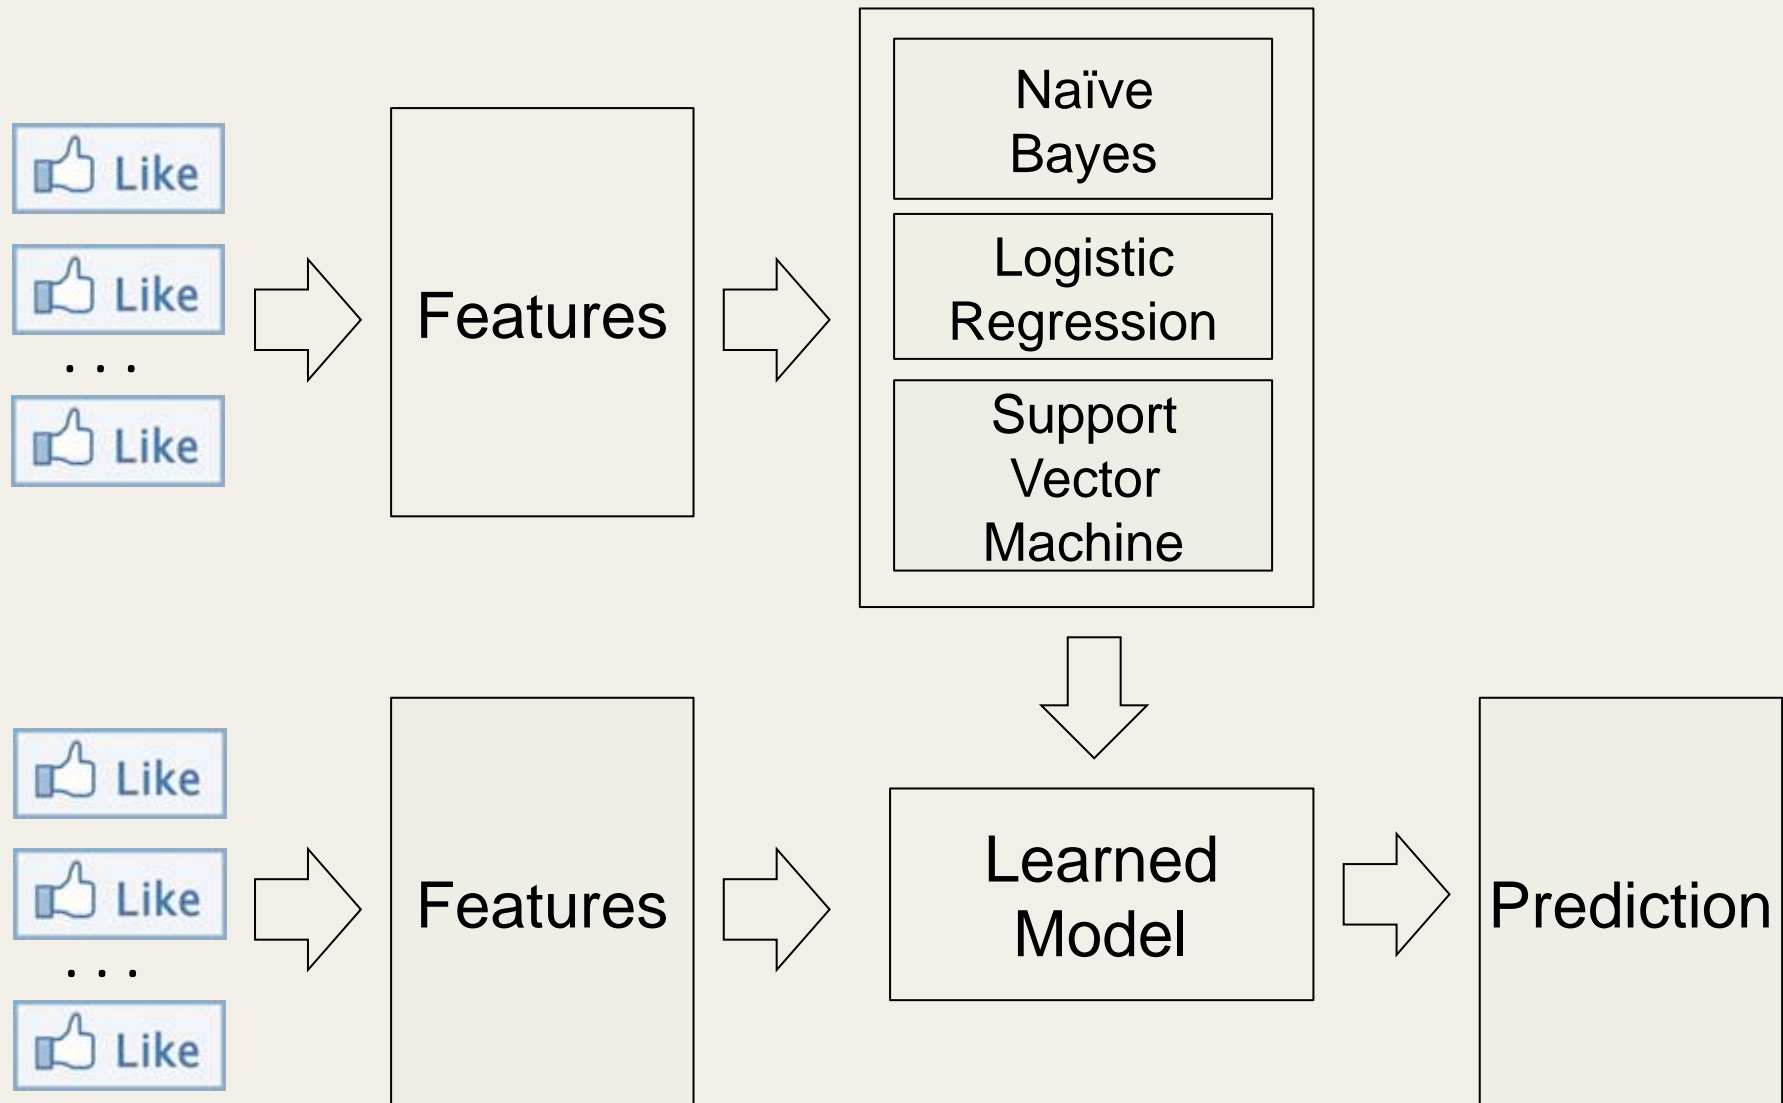 Like
Like
. . .
Like
Features
Naïve
Bayes
Logistic
Regression
Support
Vector
Machine
Like
Like
. . .
Like
Features
Learned
Model
Prediction